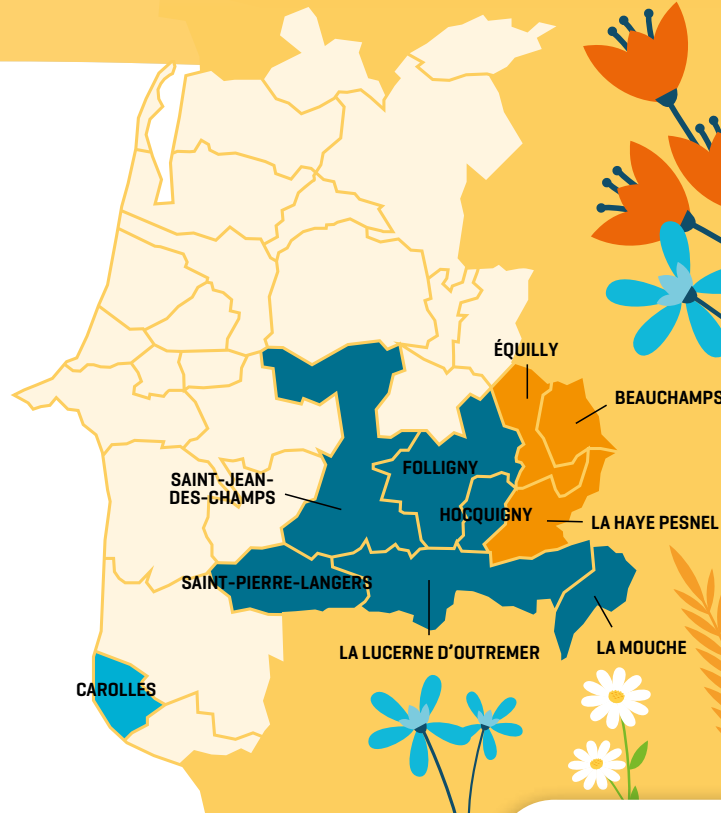 ÉQUILLY
BEAUCHAMPS
FOLLIGNY
SAINT-JEAN-
DES-CHAMPS
HOCQUIGNY
LA HAYE PESNEL
SAINT-PIERRE-LANGERS
LA LUCERNE D'OUTREMER
LA MOUCHE
CAROLLES